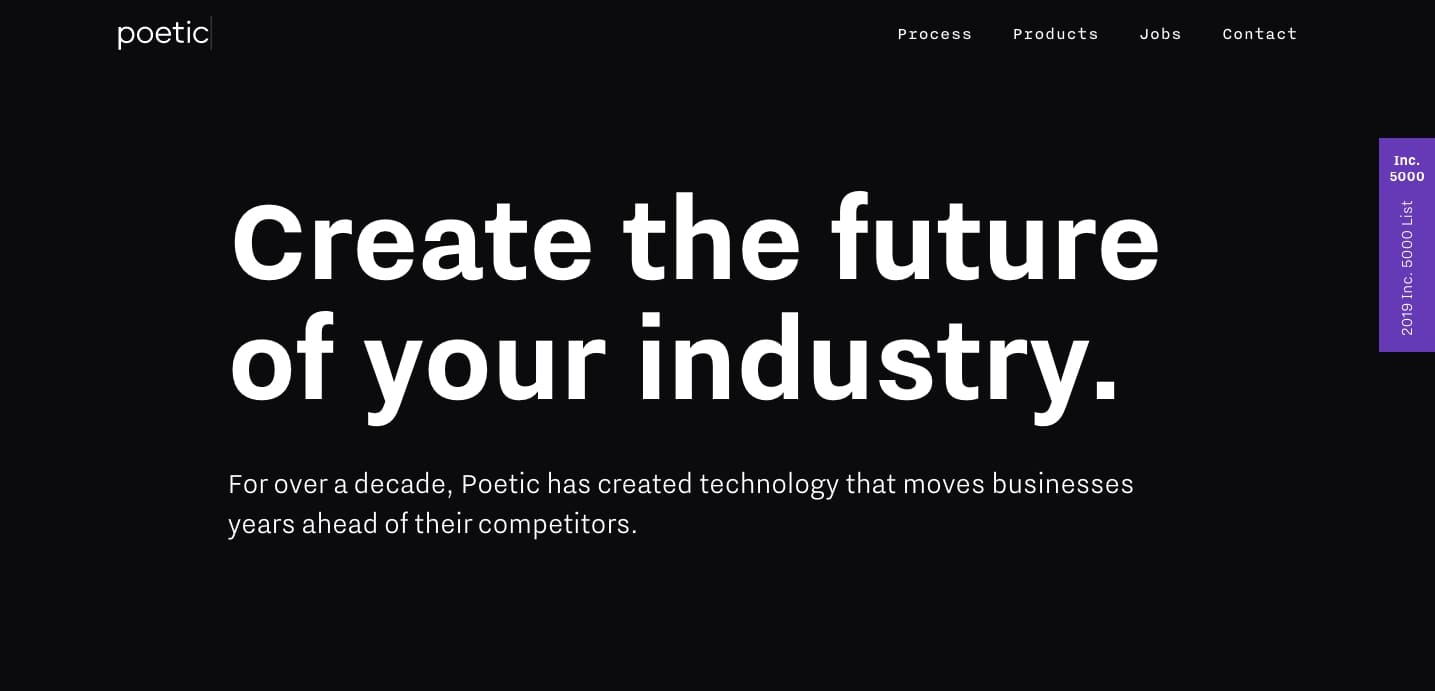 poetic
Process Products Jobs Contact
Inc.
5000
2019 Inc. 5000 List
Create the future
of your industry.
For over a decade, Poetic has created technology that moves businesses
years ahead of their competitors.